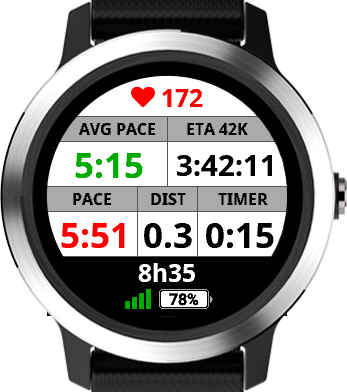 172
AVG PACE ETA 42K
5:15 3:42:11
PACE DIST TIMER
5:51 0.3 0:15
8h35
78%